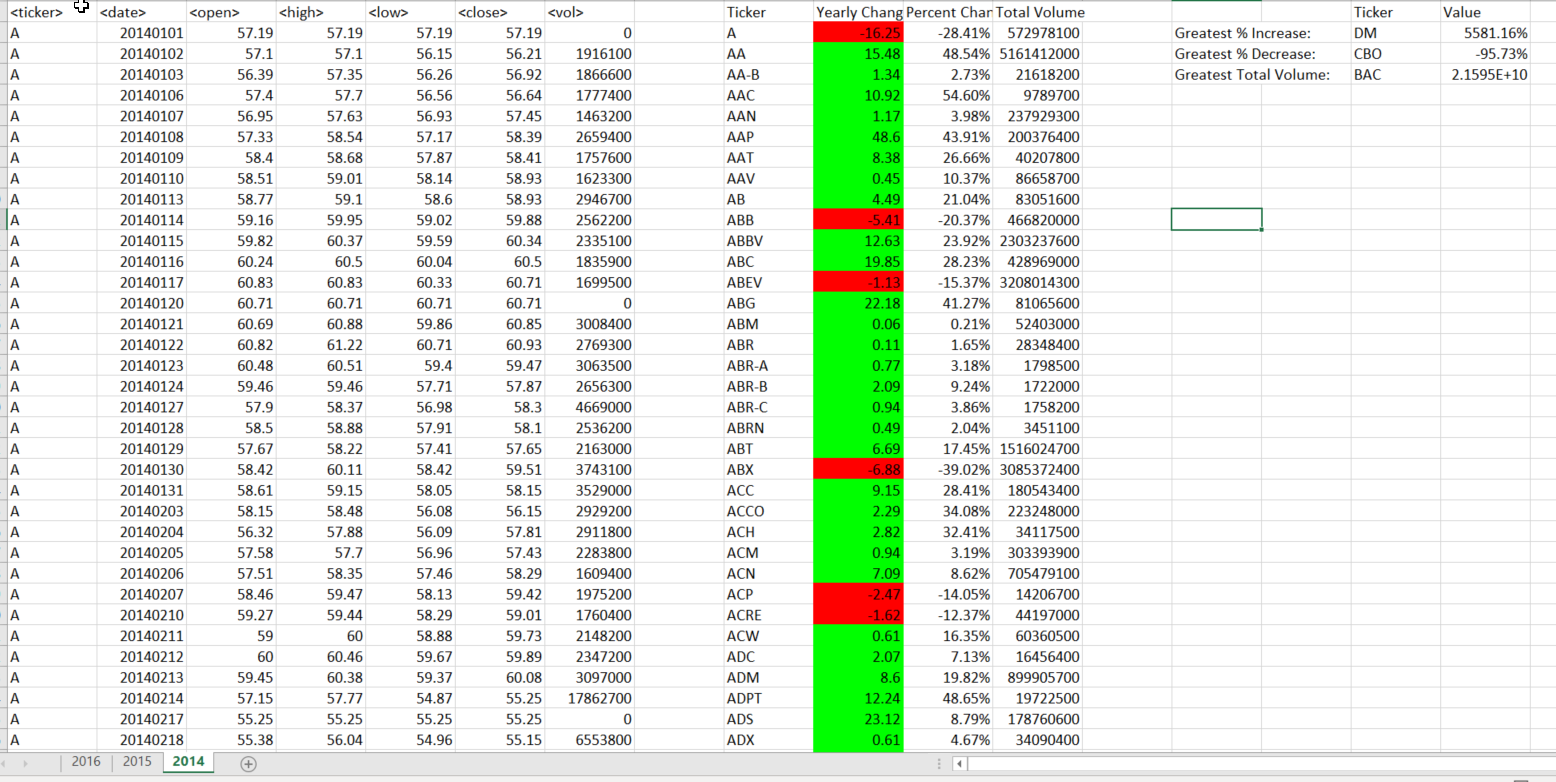 <ticker> <date> <open> <high> <low> <close> <vol> Ticker Yearly Chang Percent Chan Total Volume Ticker Value
A 20140101 57.19 57.19 57.19 57.19 0 A -16.25 -28.41% 572978100 Greatest % Increase: DM 5581.16%
A 20140102 57.1 57.1 56.15 56.21 1916100 AA 15.48 48.54% 5161412000 Greatest % Decrease: CBO -95.73%
A 20140103 56.39 57.35 56.26 56.92 1866600 AA-B 1.34 2.73% 21618200 Greatest Total Volume: BAC 2.1595E+10
A 20140106 57.4 57.7 56.56 56.64 1777400 AAC 10.92 54.60% 9789700
A 20140107 56.95 57.63 56.93 57.45 1463200 AAN 1.17 3.98% 237929300
A 20140108 57.33 58.54 57.17 58.39 2659400 AAP 48.6 43.91% 200376400
A 20140109 58.4 58.68 57.87 58.41 1757600 AAT 8.38 26.66% 40207800
A 20140110 58.51 59.01 58.14 58.93 1623300 AAV 0.45 10.37% 86658700
A 20140113 58.77 59.1 58.6 58.93 2946700 AB 4.49 21.04% 83051600
A 20140114 59.16 59.95 59.02 59.88 2562200 ABB -5.41 -20.37% 466820000
A 20140115 59.82 60.37 59.59 60.34 2335100 ABBV 12.63 23.92% 2303237600
A 20140116 60.24 60.5 60.04 60.5 1835900 ABC 19.85 28.23% 428969000
A 20140117 60.83 60.83 60.33 60.71 1699500 ABEV -1.13 -15.37% 3208014300
A 20140120 60.71 60.71 60.71 60.71 0 ABG 22.18 41.27% 81065600
A 20140121 60.69 60.88 59.86 60.85 3008400 ABM 0.06 0.21% 52403000
A 20140122 60.82 61.22 60.71 60.93 2769300 ABR 0.11 1.65% 28348400
A 20140123 60.48 60.51 59.4 59.47 3063500 ABR-A 0.77 3.18% 1798500
A 20140124 59.46 59.46 57.71 57.87 2656300 ABR-B 2.09 9.24% 1722000
A 20140127 57.9 58.37 56.98 58.3 4669000 ABR-C 0.94 3.86% 1758200
A 20140128 58.5 58.88 57.91 58.1 2536200 ABRN 0.49 2.04% 3451100
A 20140129 57.67 58.22 57.41 57.65 2163000 ABT 6.69 17.45% 1516024700
A 20140130 58.42 60.11 58.42 59.51 3743100 ABX -6.88 -39.02% 3085372400
A 20140131 58.61 59.15 58.05 58.15 3529000 ACC 9.15 28.41% 180543400
A 20140203 58.15 58.48 56.08 56.15 2929200 ACCO 2.29 34.08% 223248000
A 20140204 56.32 57.88 56.09 57.81 2911800 ACH 2.82 32.41% 34117500
A 20140205 57.58 57.7 56.96 57.43 2283800 ACM 0.94 3.19% 303393900
A 20140206 57.51 58.35 57.46 58.29 1609400 ACN 7.09 8.62% 705479100
A 20140207 58.46 59.47 58.13 59.42 1975200 ACP -2.47 -14.05% 14206700
A 20140210 59.27 59.44 58.29 59.01 1760400 ACRE -1.62 -12.37% 44197000
A 20140211 59 60 58.88 59.73 2148200 ACW 0.61 16.35% 60360500
A 20140212 60 60.46 59.67 59.89 2347200 ADC 2.07 7.13% 16456400
A 20140213 59.45 60.38 59.37 60.08 3097000 ADM 8.6 19.82% 899905700
A 20140214 57.15 57.77 54.87 55.25 17862700 ADPT 12.24 48.65% 19722500
A 20140217 55.25 55.25 55.25 55.25 0 ADS 23.12 8.79% 178760600
A 20140218 55.38 56.04 54.96 55.15 6553800 ADX 0.61 4.67% 34090400
2016 2015 2014